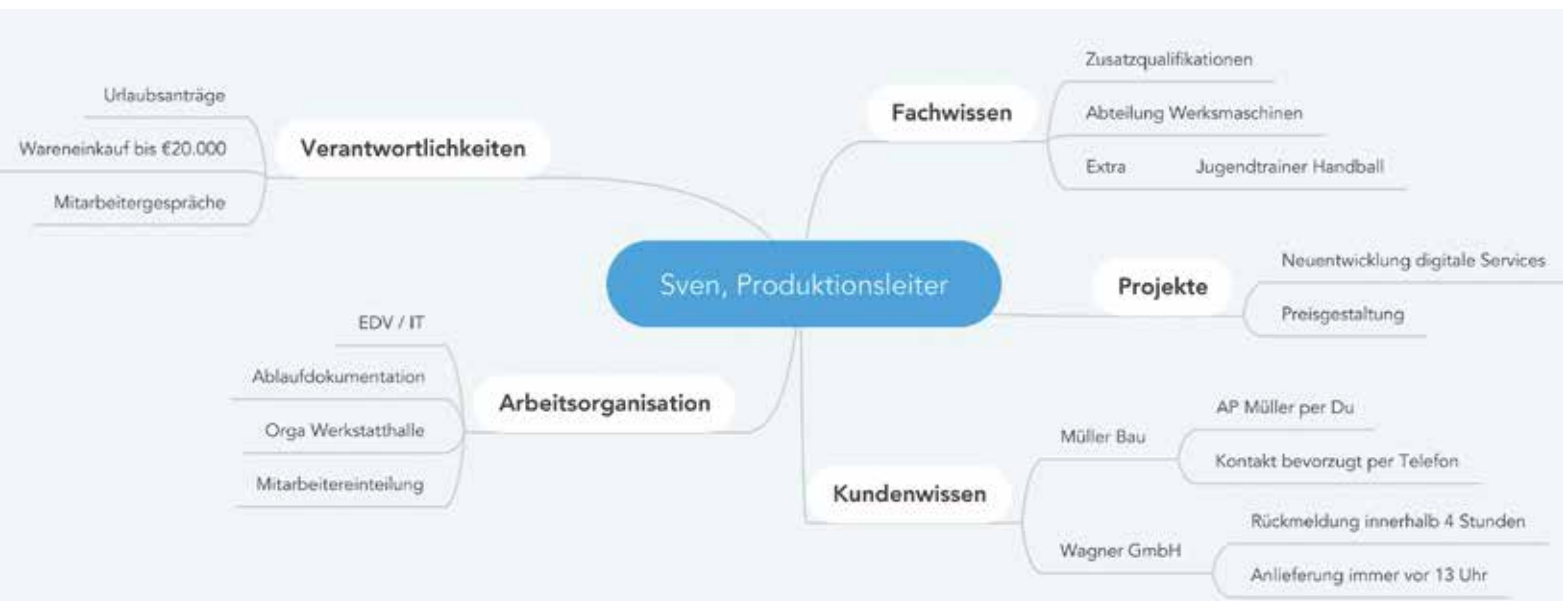 Sven, Produktionsleiter
Verantwortlichkeiten
Urlaubsanträge
Wareneinkauf bis €20.000
Mitarbeitergespräche
Arbeitsorganisation
EDV / IT
Ablaufdokumentation
Orga Werkstatthalle
Mitarbeitereinteilung
Fachwissen
Zusatzqualifikationen
Abteilung Werksmaschinen
Extra Jugendtrainer Handball
Projekte
Neuentwicklung digitale Services
Preisgestaltung
Kundenwissen
Müller Bau
AP Müller per Du
Kontakt bevorzugt per Telefon
Wagner GmbH
Rückmeldung innerhalb 4 Stunden
Anlieferung immer vor 13 Uhr